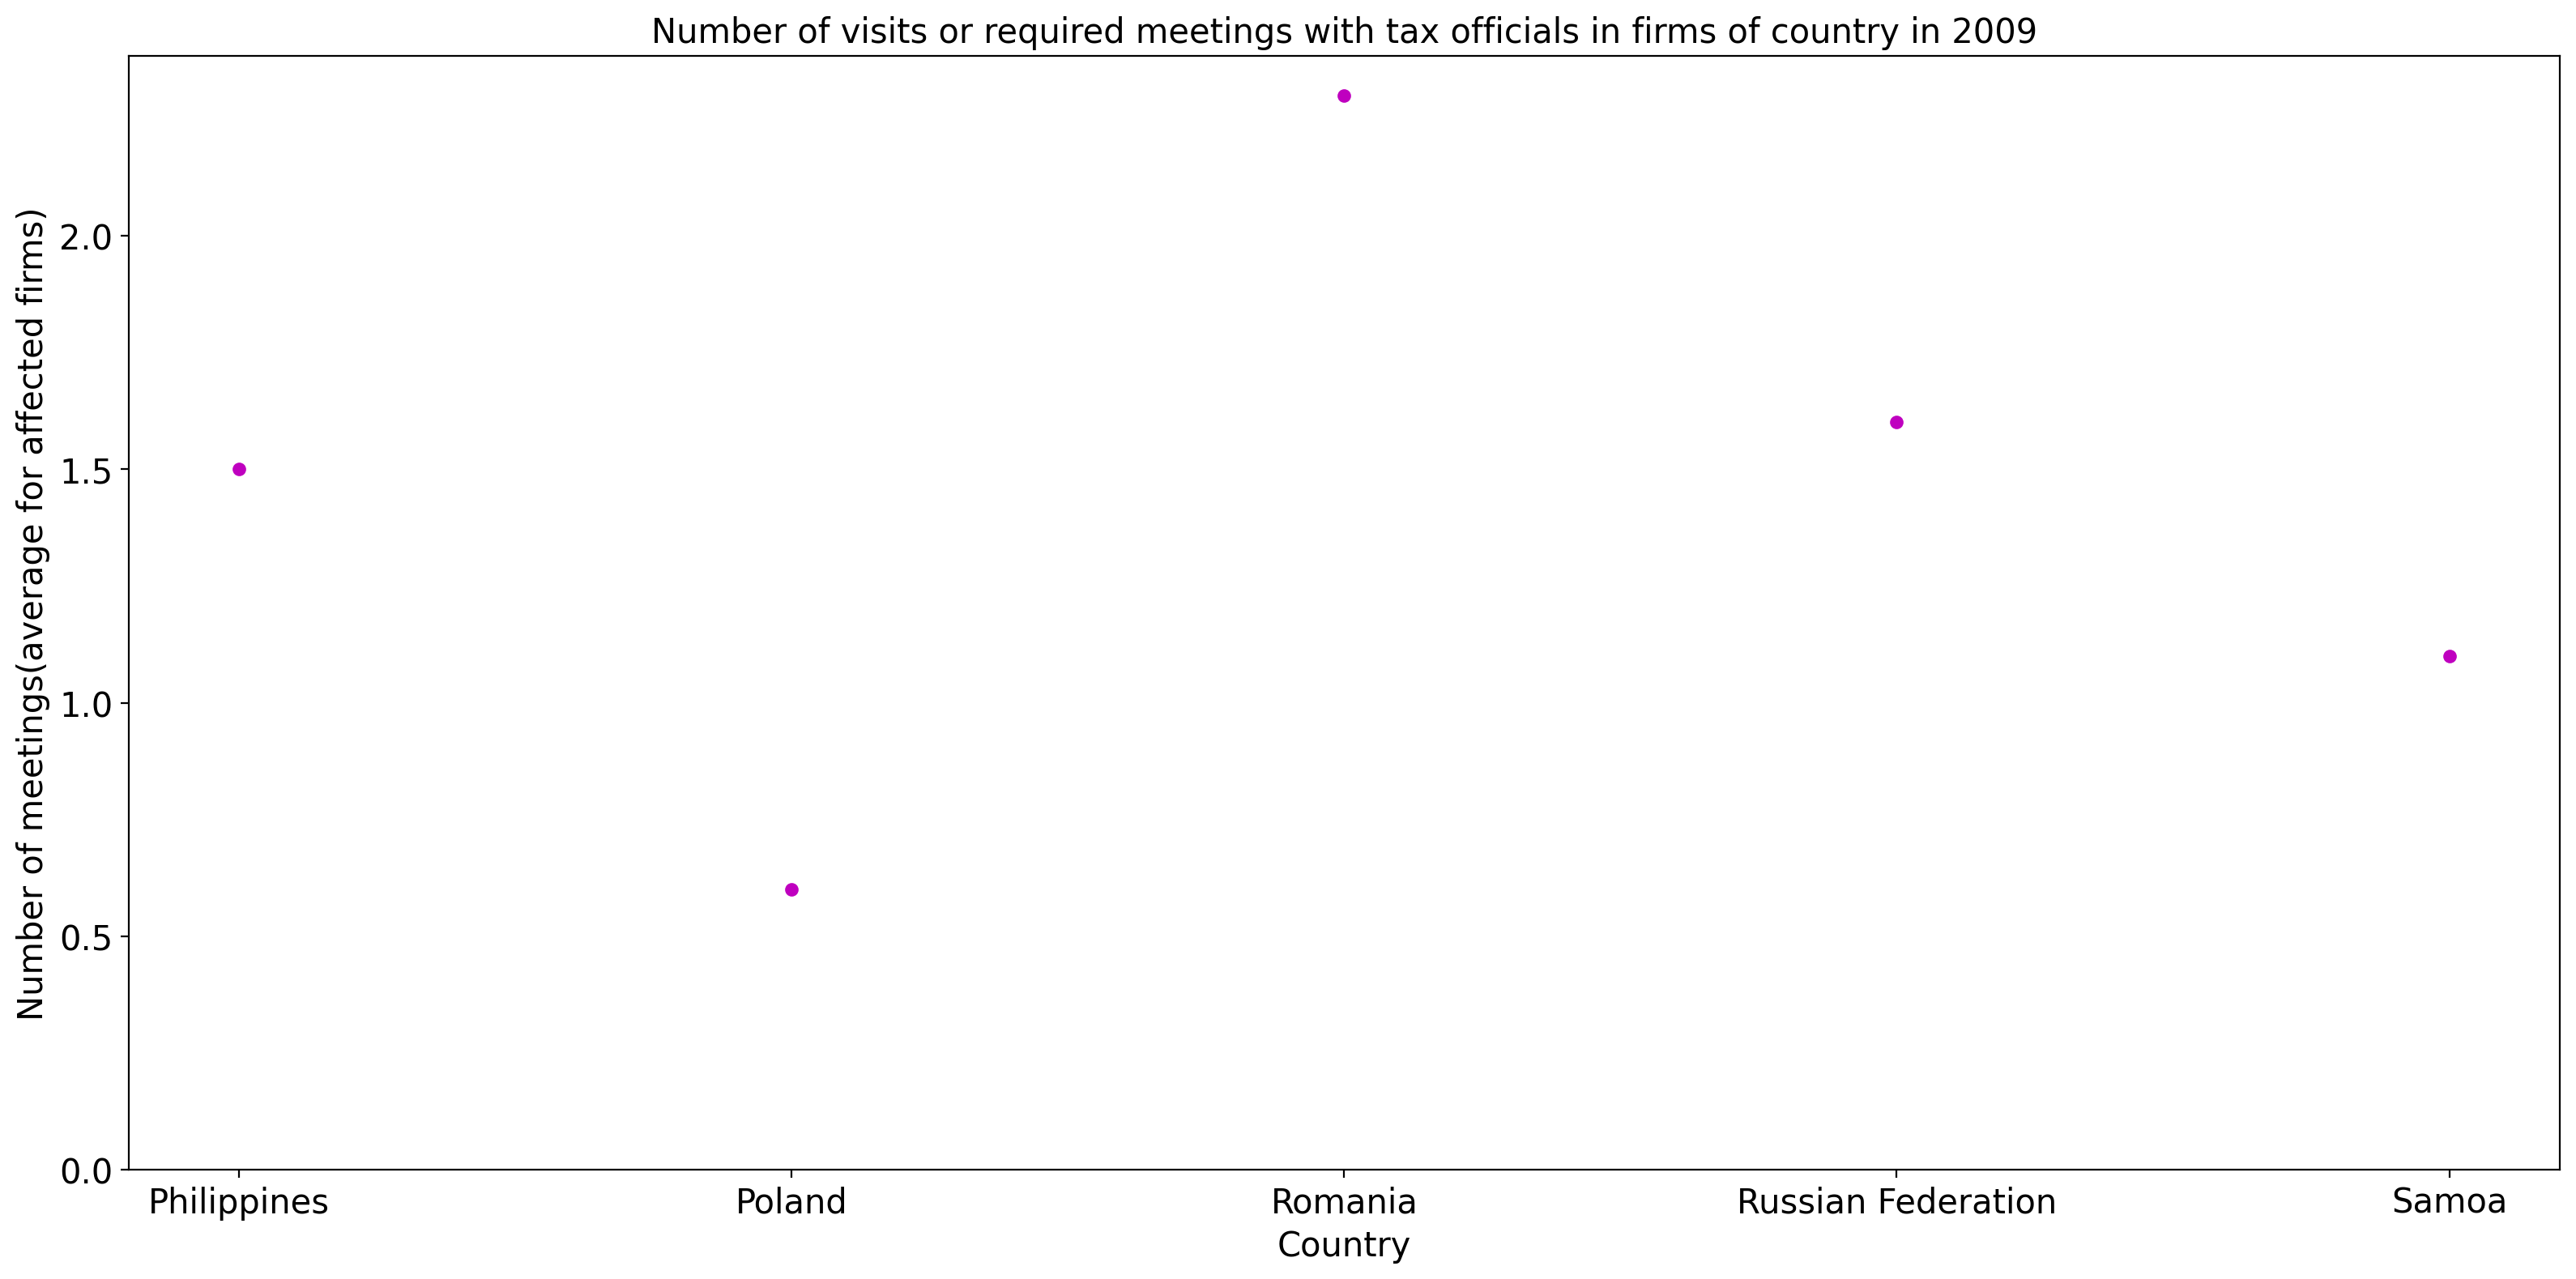 Number of visits or required meetings with tax officials in firms of country in 2009
Number of meetings(average for affected firms)
2.0
1.5
1.0
0.5
0.0
Philippines
Poland
Romania
Russian Federation
Samoa
Country